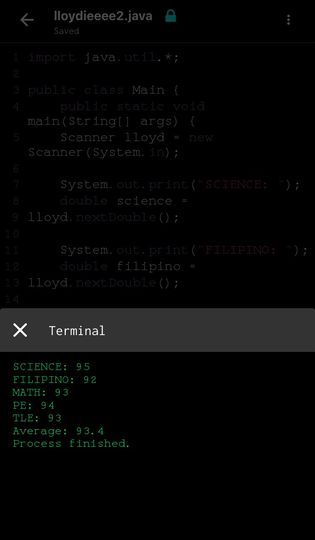 lloydieeee2.java
Saved
1 import java.util.*;
2
3 public class Main {
4 public static void
main(String[] args) {
5 Scanner lloyd = new
Scanner(System.in);
6
7 System.out.print("SCIENCE: ");
8 double science =
9 lloyd.nextDouble();
10
11 System.out.print("FILIPINO: ");
12 double filipino =
13 lloyd.nextDouble();
14
Terminal
SCIENCE: 95
FILIPINO: 92
MATH: 93
PE: 94
TLE: 93
Average: 93.4
Process finished.